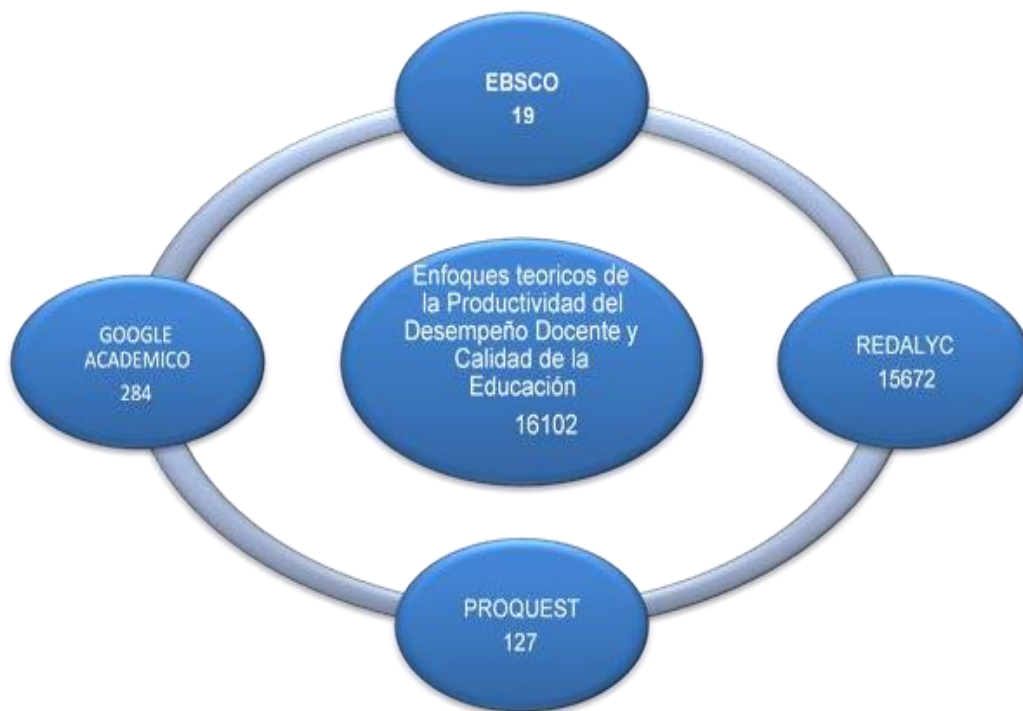 EBSCO
19
Enfoques teoricos de
la Productividad del
Desempeño Docente y
Calidad de la
Educación
16102
GOOGLE
ACADEMICO
284
REDALYC
15672
PROQUEST
127